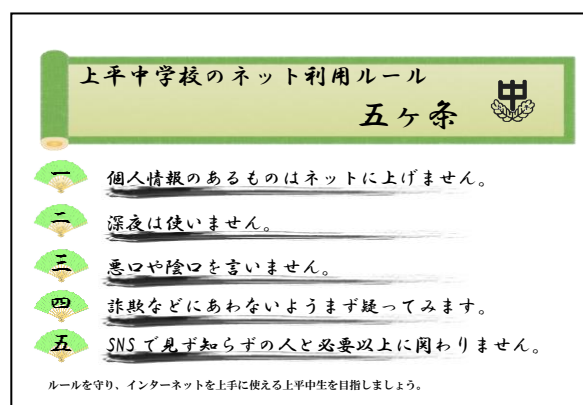 上平中学校のネット利用ルール
五ヶ条
中
一 個人情報のあるものはネットに上げません。
二 深夜は使いません。
三 悪口や陰口を言いません。
四 詐欺などにあわないようまず疑ってみます。
五 SNSで見ず知らずの人と必要以上に関わりません。
ルールを守り、インターネットを上手に使える上平中生を目指しましょう。